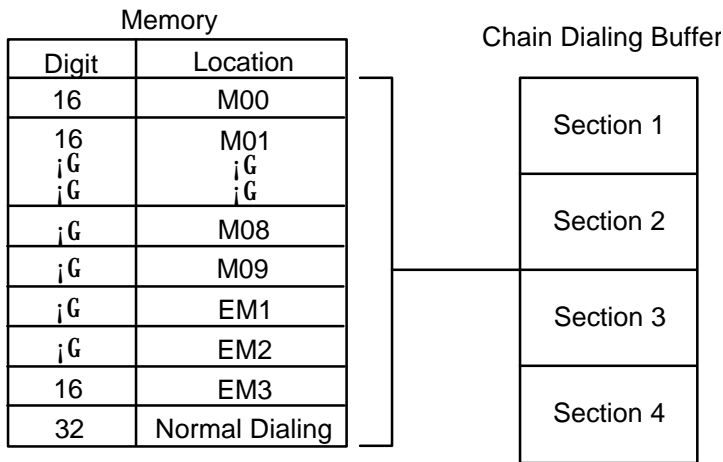 Memory
Chain Dialing Buffer
Digit Location
16 M00
16 M01
¡G ¡G
¡G ¡G
¡G M08
¡G M09
¡G EM1
¡G EM2
16 EM3
32 Normal Dialing
Section 1
Section 2
Section 3
Section 4